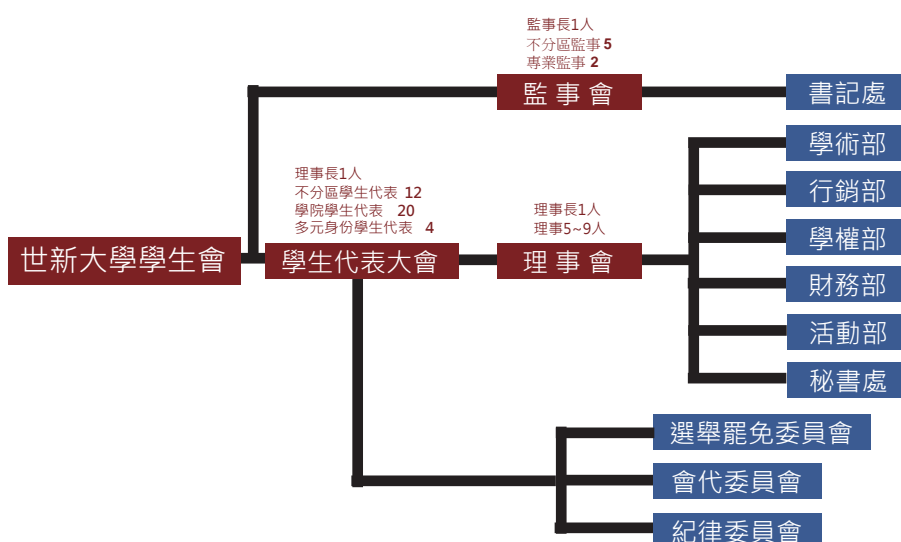 監事長1人
不分區監事 5
專業監事 2
監事會
書記處
學術部
理事長1人
不分區學生代表 12
學院學生代表 20
多元身份學生代表 4
行銷部
理事長1人
理事5~9人
學權部
世新大學學生會
學生代表大會
理事會
財務部
活動部
秘書處
選舉罷免委員會
會代委員會
紀律委員會